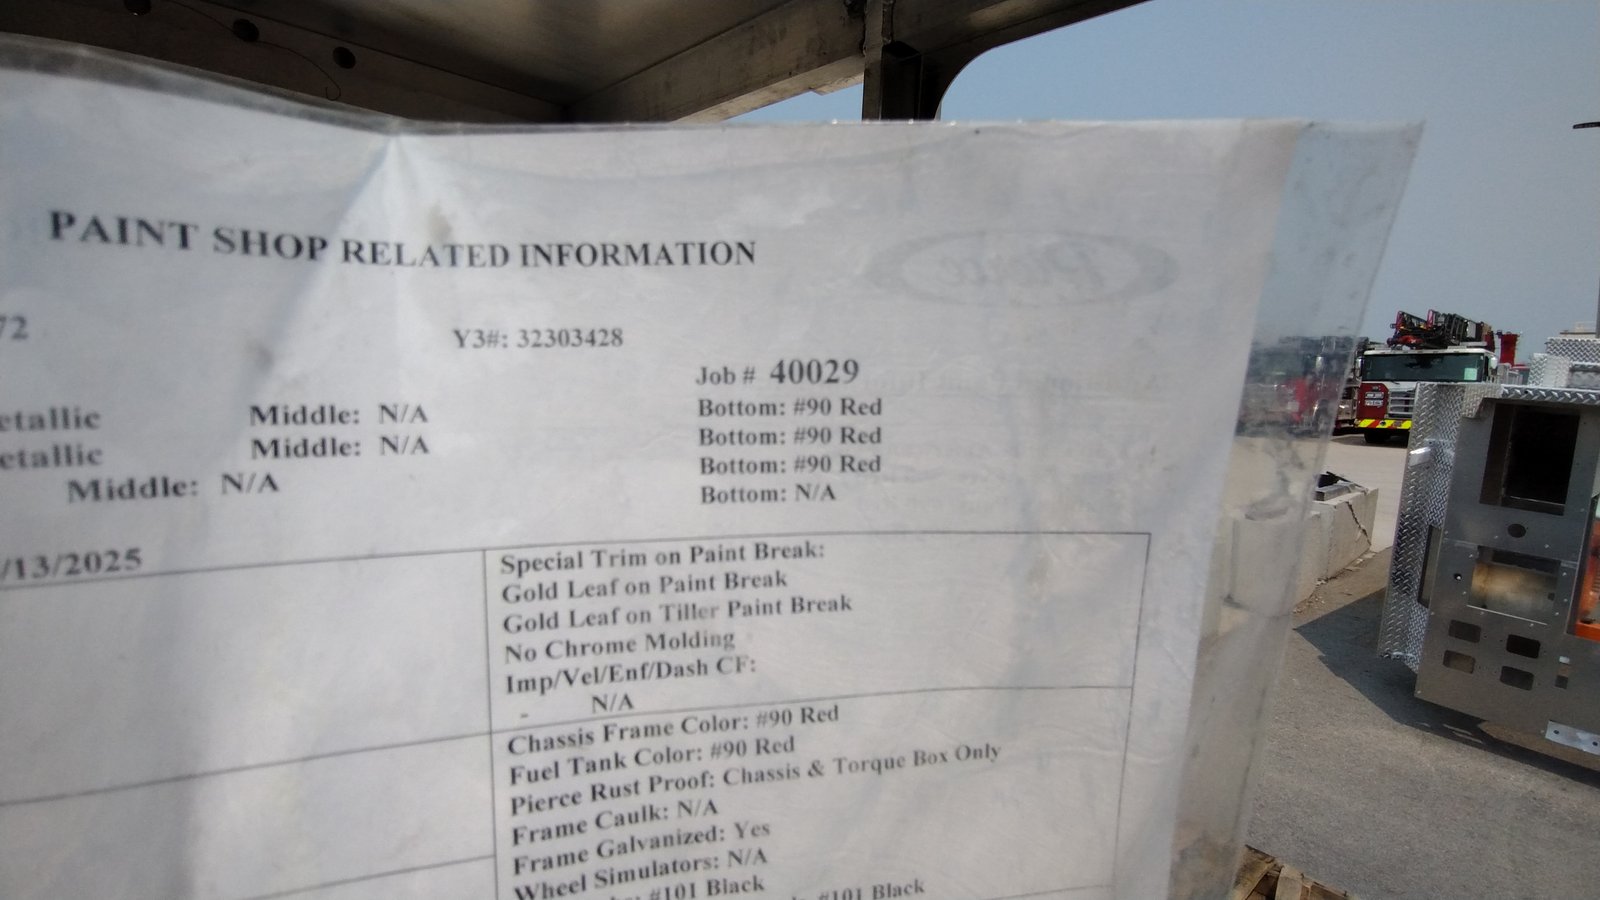 PAINT SHOP RELATED INFORMATION
72
Y3#: 32303428
Job # 40029
etallic Middle: N/A Bottom: #90 Red
etallic Middle: N/A Bottom: #90 Red
Middle: N/A Bottom: #90 Red
Bottom: N/A
/13/2025
Special Trim on Paint Break:
Gold Leaf on Paint Break
Gold Leaf on Tiller Paint Break
No Chrome Molding
Imp/Vel/Enf/Dash CF:
- N/A
Chassis Frame Color: #90 Red
Fuel Tank Color: #90 Red
Pierce Rust Proof: Chassis & Torque Box Only
Frame Caulk: N/A
Frame Galvanized: Yes
Wheel Simulators: N/A
#101 Black #101 Black